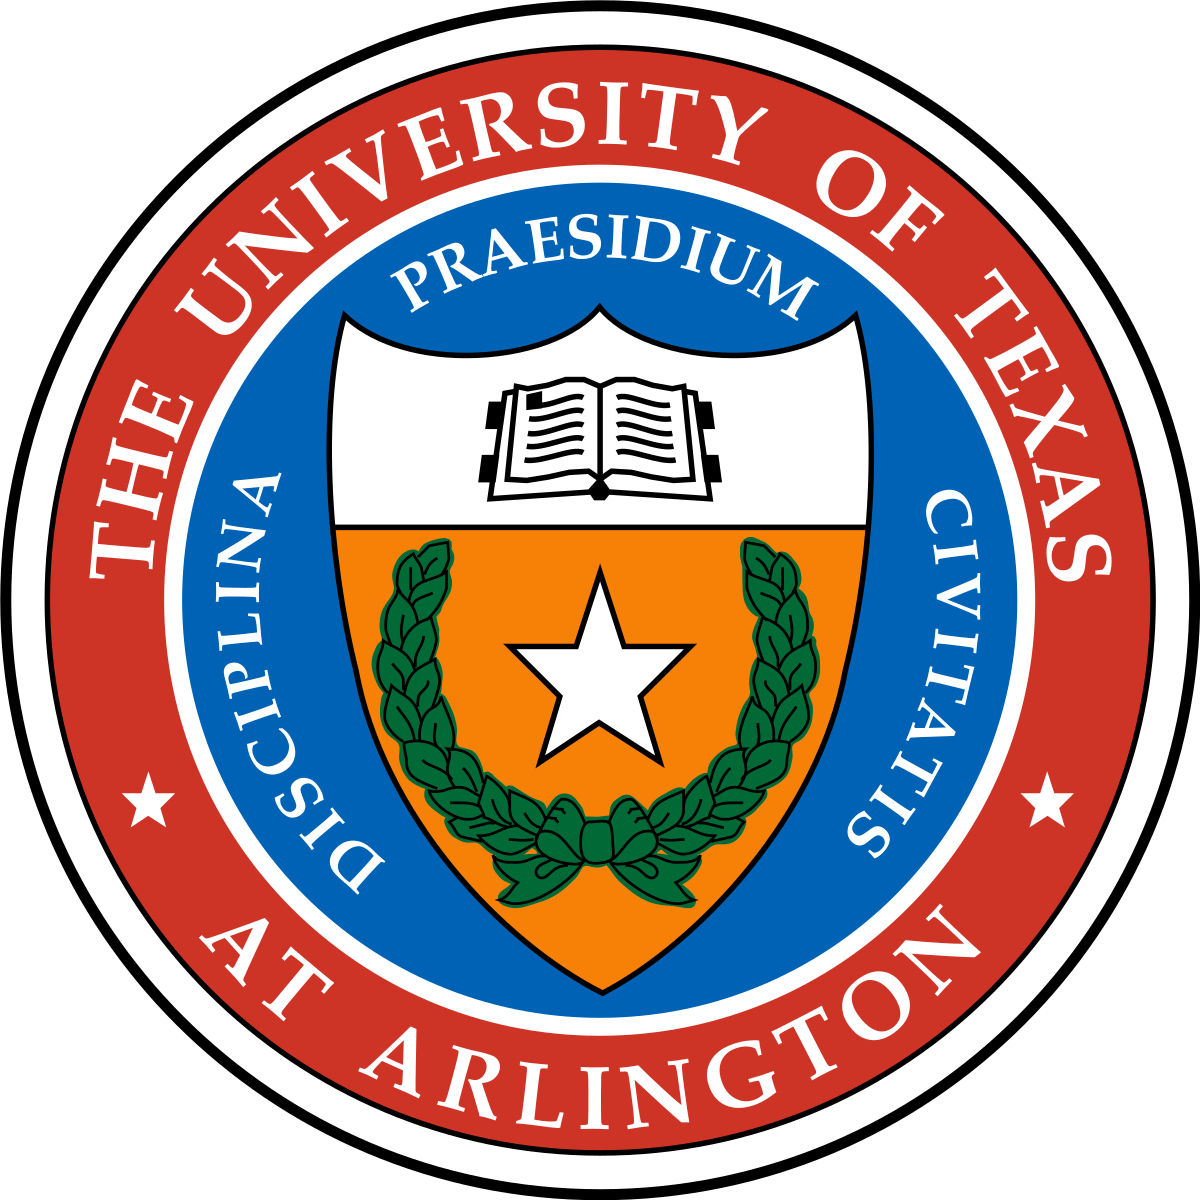 THE UNIVERSITY OF TEXAS
AT ARLINGTON
DISCIPLINA
PRAESIDIUM
CIVITATIS